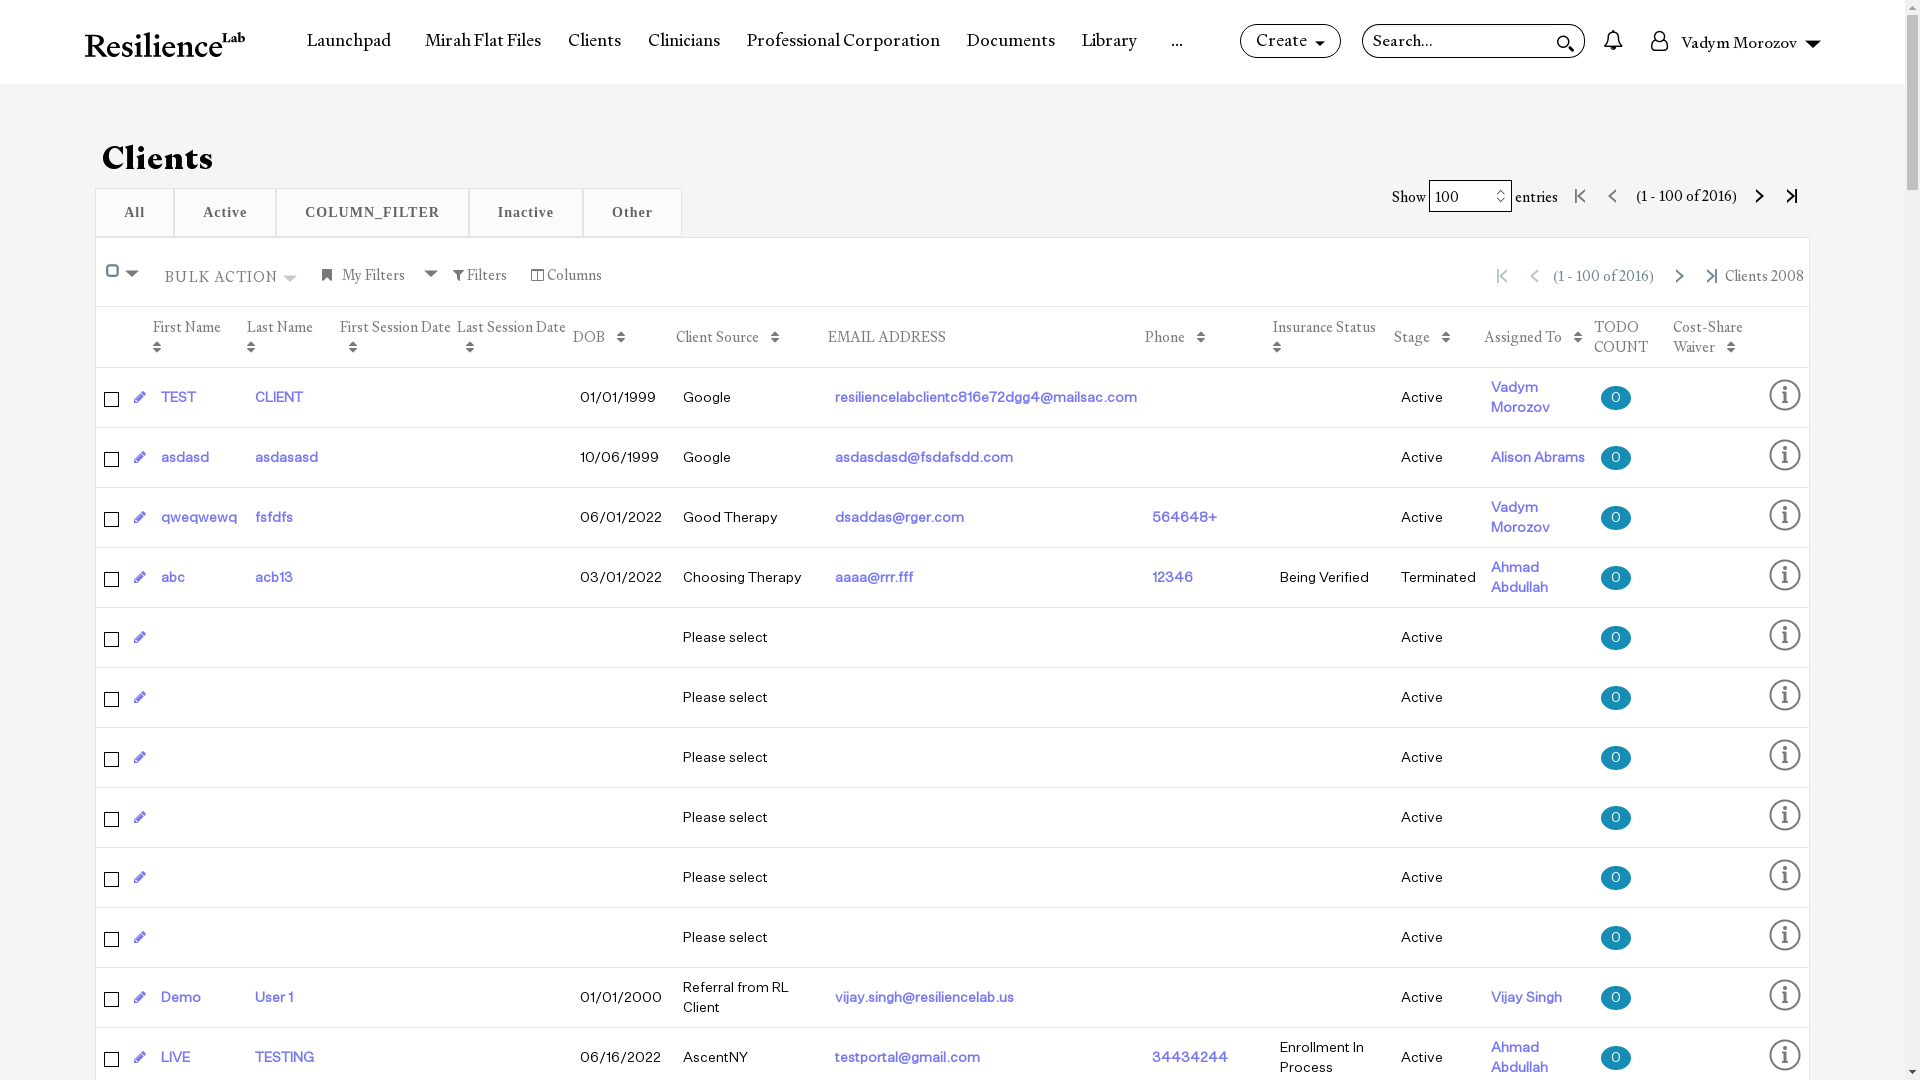 Resilience Lab
Launchpad Mirah Flat Files Clients Clinicians Professional Corporation Documents Library ... Create Search... Vadym Morozov
Clients
All Active COLUMN_FILTER Inactive Other
Show 100 entries (1 - 100 of 2016)
BULK ACTION My Filters Filters Columns (1 - 100 of 2016) Clients 2008
First Name Last Name First Session Date Last Session Date DOB Client Source EMAIL ADDRESS Phone Insurance Status Stage Assigned To TODO COUNT Cost-Share Waiver
TEST CLIENT 01/01/1999 Google resiliencelabclientc816e72dgg4@mailsac.com Active Vadym Morozov 0
asdasd asdasasd 10/06/1999 Google asdasdasd@fsdafsdd.com Active Alison Abrams 0
qweqwewq fsfdfs 06/01/2022 Good Therapy dsaddas@rger.com 564648+ Active Vadym Morozov 0
abc acb13 03/01/2022 Choosing Therapy aaaa@rrr.fff 12346 Being Verified Terminated Ahmad Abdullah 0
Please select Active 0
Please select Active 0
Please select Active 0
Please select Active 0
Please select Active 0
Please select Active 0
Demo User 1 01/01/2000 Referral from RL Client vijay.singh@resiliencelab.us Active Vijay Singh 0
LIVE TESTING 06/16/2022 AscentNY testportal@gmail.com 34434244 Enrollment In Process Active Ahmad Abdullah 0